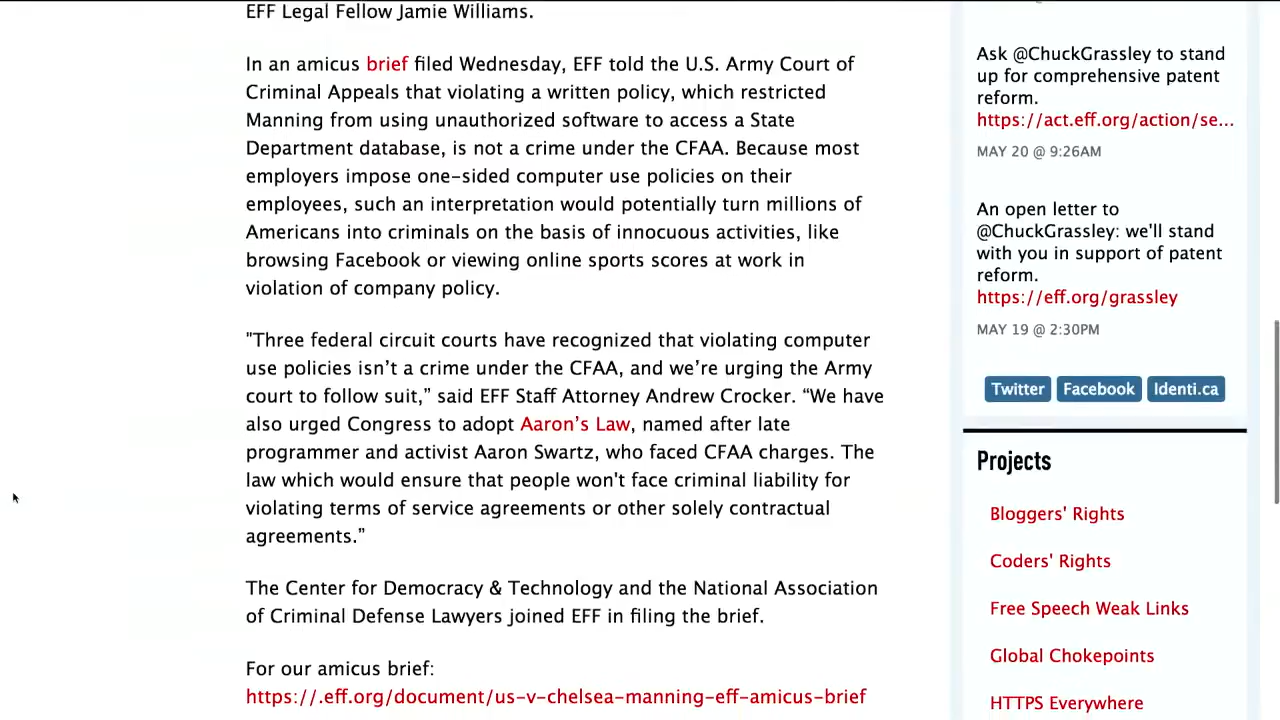 EFF Legal Fellow Jamie Williams.
In an amicus brief filed Wednesday, EFF told the U.S. Army Court of
Criminal Appeals that violating a written policy, which restricted
Manning from using unauthorized software to access a State
Department database, is not a crime under the CFAA. Because most
employers impose one-sided computer use policies on their
employees, such an interpretation would potentially turn millions of
Americans into criminals on the basis of innocuous activities, like
browsing Facebook or viewing online sports scores at work in
violation of company policy.
"Three federal circuit courts have recognized that violating computer
use policies isn’t a crime under the CFAA, and we’re urging the Army
court to follow suit,” said EFF Staff Attorney Andrew Crocker. “We have
also urged Congress to adopt Aaron’s Law, named after late
programmer and activist Aaron Swartz, who faced CFAA charges. The
law which would ensure that people won't face criminal liability for
violating terms of service agreements or other solely contractual
agreements.”
The Center for Democracy & Technology and the National Association
of Criminal Defense Lawyers joined EFF in filing the brief.
For our amicus brief:
https://.eff.org/document/us-v-chelsea-manning-eff-amicus-brief
Ask @ChuckGrassley to stand
up for comprehensive patent
reform.
https://act.eff.org/action/se...
MAY 20 @ 9:26AM
An open letter to
@ChuckGrassley: we'll stand
with you in support of patent
reform.
https://eff.org/grassley
MAY 19 @ 2:30PM
Twitter Facebook Identi.ca
Projects
Bloggers' Rights
Coders' Rights
Free Speech Weak Links
Global Chokepoints
HTTPS Everywhere